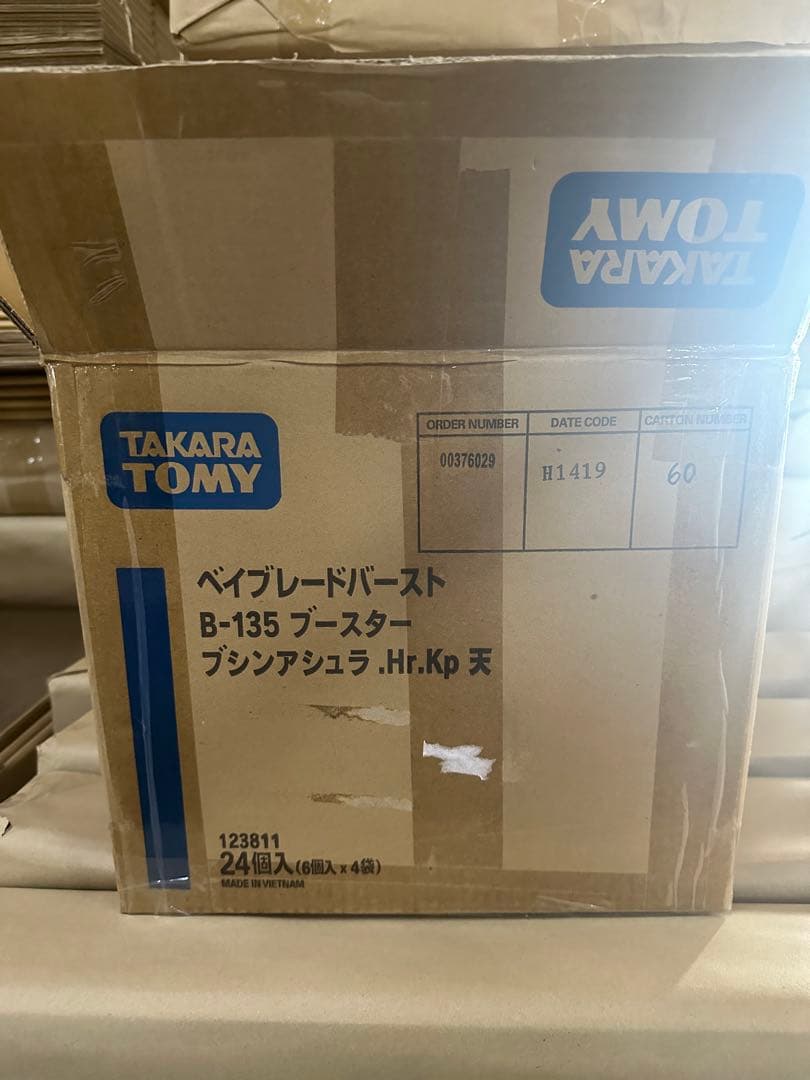 TAKARA
TOMY
TAKARA
TOMY
ORDER NUMBER
DATE CODE
CARTON NUMBER
00376029
H1419
60
ベイブレードバースト
B-135 ブースター
ブシンアシュラ .Hr.Kp 天
123811
24個入(6個入x4袋)
MADE IN VIETNAM